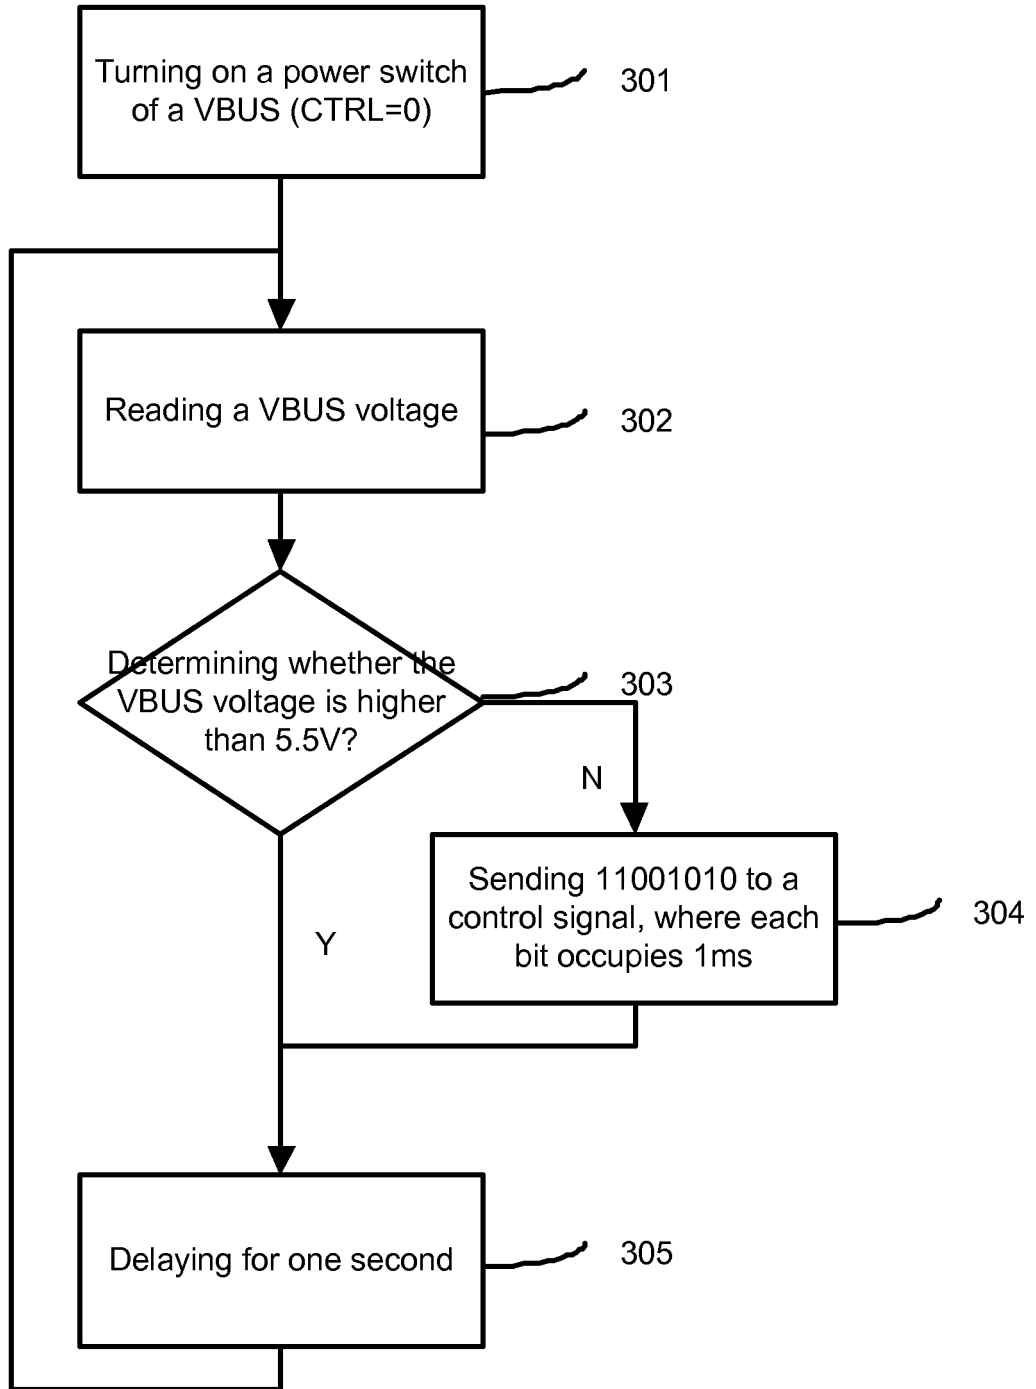 Turning on a power switch
of a VBUS (CTRL=0)
301
Reading a VBUS voltage
302
Determining whether the
VBUS voltage is higher
than 5.5V?
303
N
Sending 11001010 to a
control signal, where each
bit occupies 1ms
304
Y
Delaying for one second
305